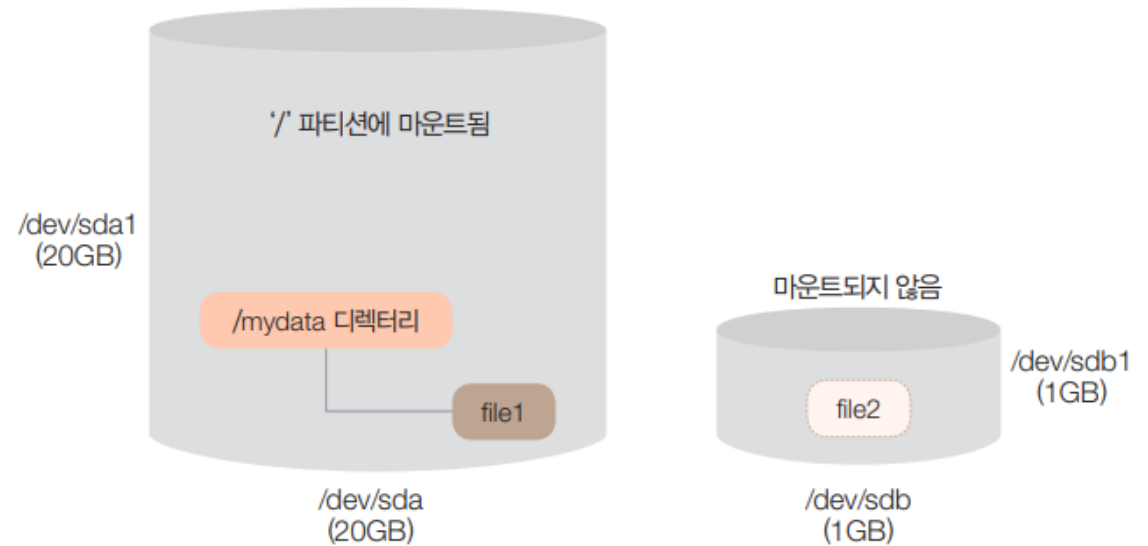 ‘/’ 파티션에 마운트됨
/dev/sda1
(20GB)
/mydata 디렉터리
file1
/dev/sda
(20GB)
마운트되지 않음
/dev/sdb1
(1GB)
file2
/dev/sdb
(1GB)